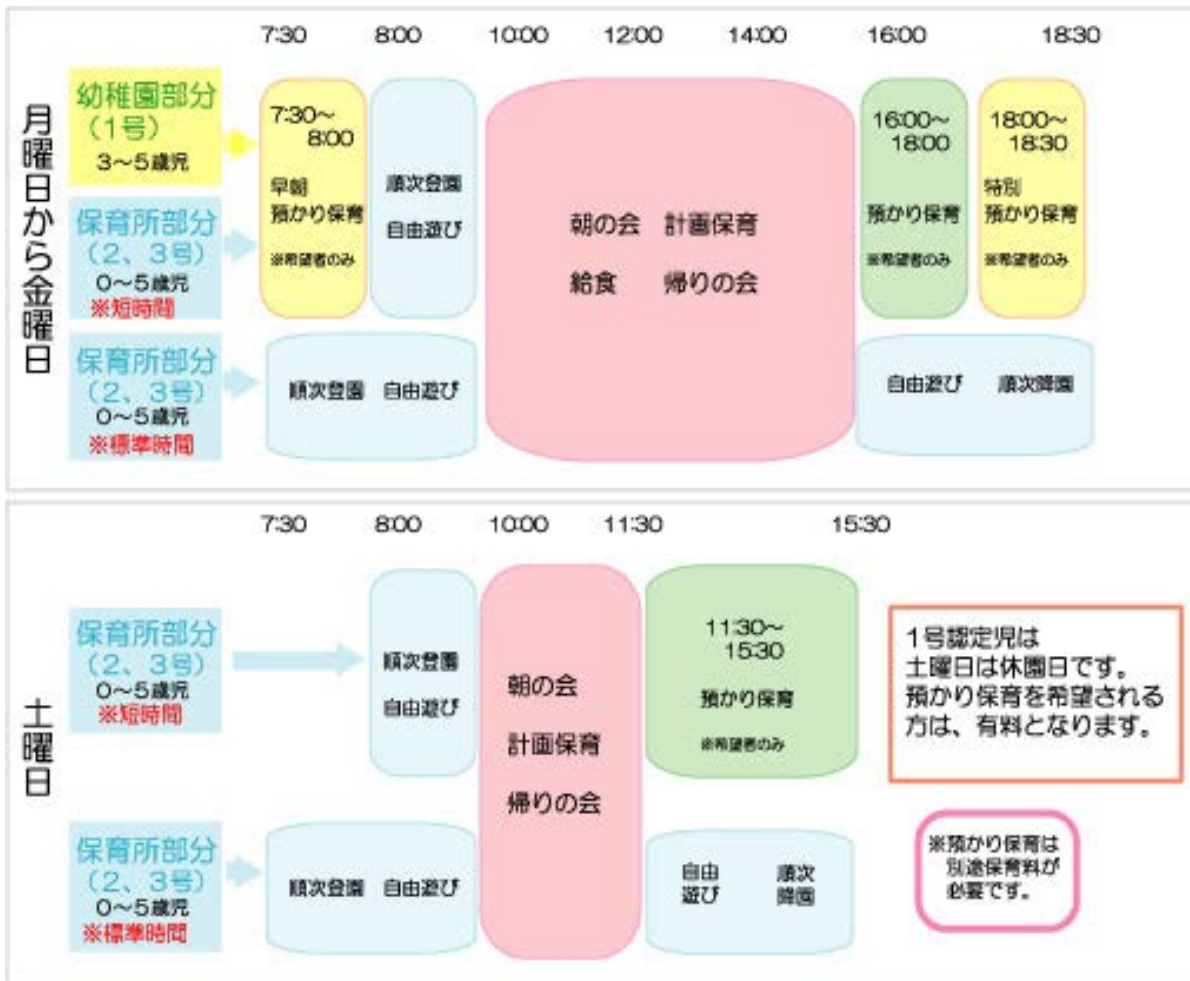 7:30 8:00 10:00 12:00 14:00 16:00 18:30
月曜日から金曜日
幼稚園部分
(1号)
3〜5歳児
保育所部分
(2、3号)
0〜5歳児
※短時間
保育所部分
(2、3号)
0〜5歳児
※標準時間
7:30〜
8:00
早朝
預かり保育
※希望者のみ
順次登園
自由遊び
朝の会 計画保育
給食 帰りの会
16:00〜
18:00
預かり保育
※希望者のみ
18:00〜
18:30
特別
預かり保育
※希望者のみ
順次登園 自由遊び
自由遊び 順次降園
7:30 8:00 10:00 11:30 15:30
土曜日
保育所部分
(2、3号)
0〜5歳児
※短時間
保育所部分
(2、3号)
0〜5歳児
※標準時間
順次登園
自由遊び
朝の会
計画保育
帰りの会
11:30〜
15:30
預かり保育
※希望者のみ
順次登園 自由遊び
自由 順次
遊び 降園
1号認定児は
土曜日は休園日です。
預かり保育を希望される
方は、有料となります。
※預かり保育は
別途保育料が
必要です。